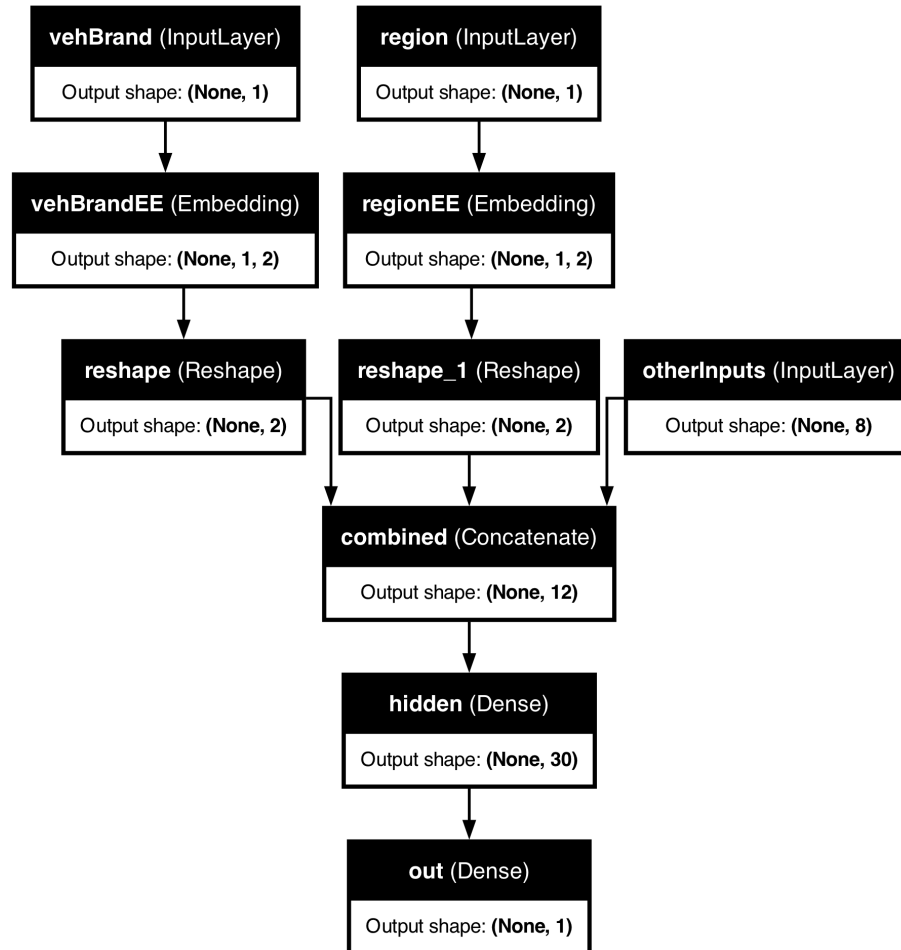 vehBrand (InputLayer)
Output shape: (None, 1)
region (InputLayer)
Output shape: (None, 1)
vehBrandEE (Embedding)
Output shape: (None, 1, 2)
regionEE (Embedding)
Output shape: (None, 1, 2)
reshape (Reshape)
Output shape: (None, 2)
reshape_1 (Reshape)
Output shape: (None, 2)
otherInputs (InputLayer)
Output shape: (None, 8)
combined (Concatenate)
Output shape: (None, 12)
hidden (Dense)
Output shape: (None, 30)
out (Dense)
Output shape: (None, 1)